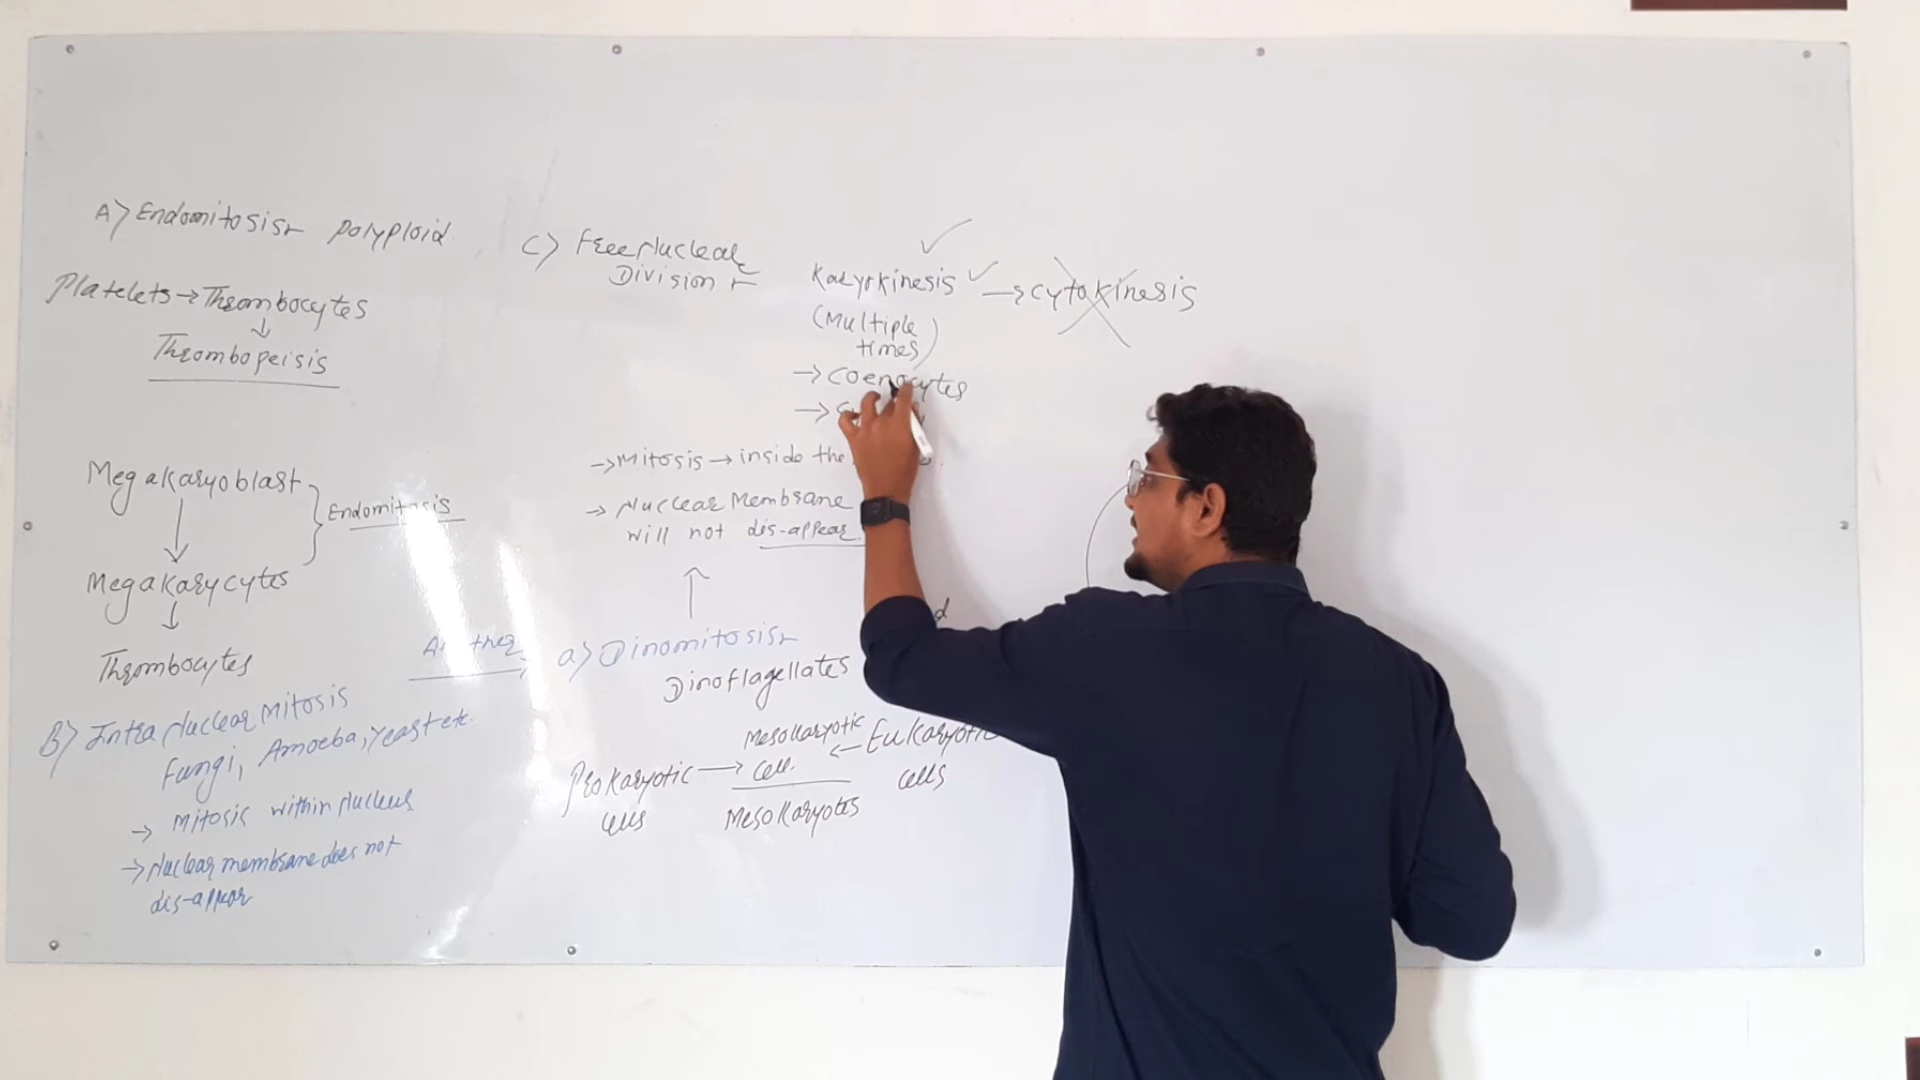 A) Endomitosis:- Polyploid
Platelets → Thrombocytes
↓
Thrombopeisis
Megakaryoblast
↓
Endomitosis
Megakarycytes
↓
Thrombocytes
B) Intra Nuclear Mitosis
Fungi, Amoeba, Yeast etc.
→ Mitosis within Nucleus
→ Nuclear membrane does not
dis-appear
C) Free Nuclear
Division :-
Karyokinesis ✓ → Cytokinesis
(Multiple
times)
→ Coenocytes
→ Mitosis → inside the
→ Nuclear Membrane
will not dis-appear
↑
a) Dinomitosis:-
Dinoflagellates
Prokaryotic → Mesokaryotic ← Eukaryotic
cells
cell.
cells
Mesokaryotes